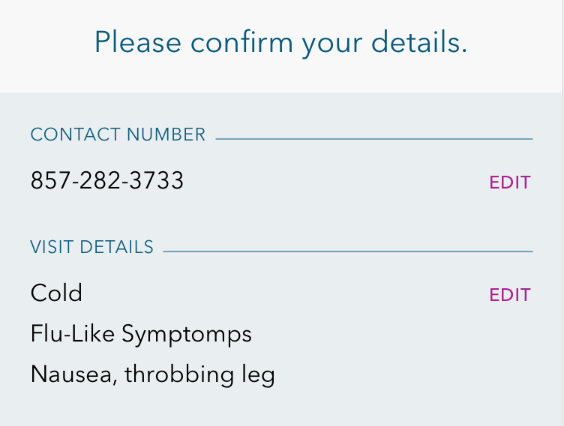 Please confirm your details.
CONTACT NUMBER
857-282-3733 EDIT
VISIT DETAILS
Cold EDIT
Flu-Like Symptomps
Nausea, throbbing leg